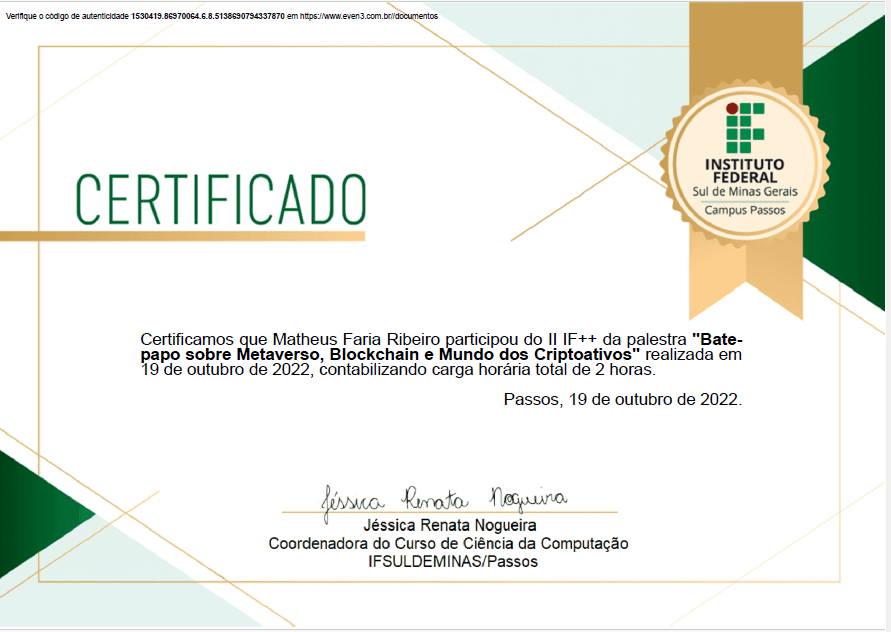 Verifique o código de autenticidade 1530419.86970064.6.8.5138690794337870 em https://www.even3.com.br//documentos
INSTITUTO
FEDERAL
Sul de Minas Gerais
Campus Passos
CERTIFICADO
Certificamos que Matheus Faria Ribeiro participou do II IF++ da palestra "Bate-
papo sobre Metaverso, Blockchain e Mundo dos Criptoativos" realizada em
19 de outubro de 2022, contabilizando carga horária total de 2 horas.
Passos, 19 de outubro de 2022.
Jéssica Renata Nogueira
Jéssica Renata Nogueira
Coordenadora do Curso de Ciência da Computação
IFSULDEMINAS/Passos